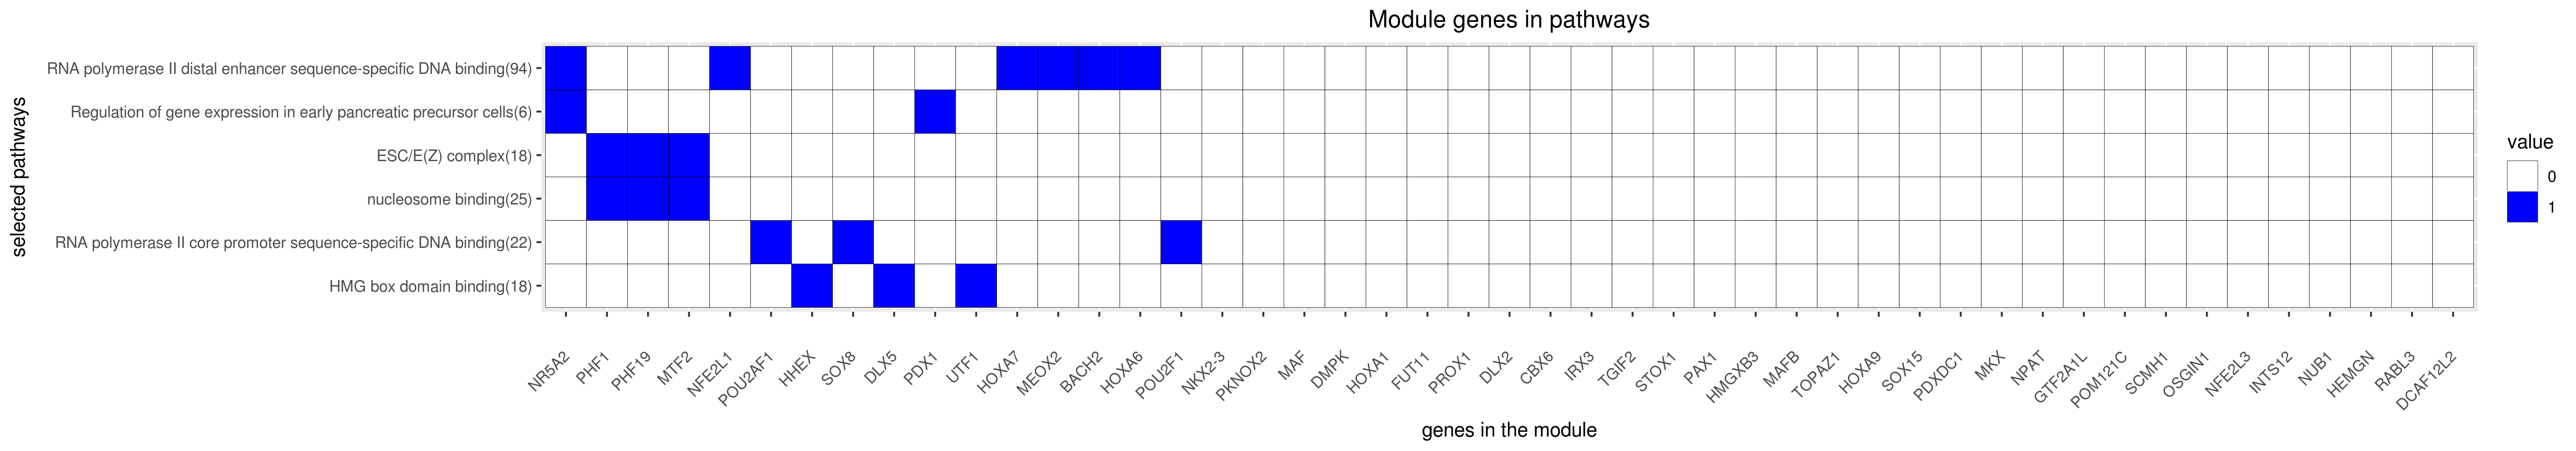 Module genes in pathways
selected pathways
RNA polymerase II distal enhancer sequence-specific DNA binding(94)
Regulation of gene expression in early pancreatic precursor cells(6)
ESC/E(Z) complex(18)
nucleosome binding(25)
RNA polymerase II core promoter sequence-specific DNA binding(22)
HMG box domain binding(18)
value
0
1
NR5A2
PHF1
PHF19
MTF2
NFE2L1
POU2AF1
HHEX
SOX8
DLX5
PDX1
UTF1
HOXA7
MEOX2
BACH2
HOXA6
POU2F1
NKX2-3
PKNOX2
MAF
DMPK
HOXA1
FUT11
PROX1
DLX2
CBX6
IRX3
TGIF2
STOX1
PAX1
HMGXB3
MAFB
TOPAZ1
HOXA9
SOX15
PDXDC1
MKX
NPAT
GTF2A1L
POM121C
SCMH1
OSGIN1
NFE2L3
INTS12
NUB1
HEMGN
RABL3
DCAF12L2
genes in the module